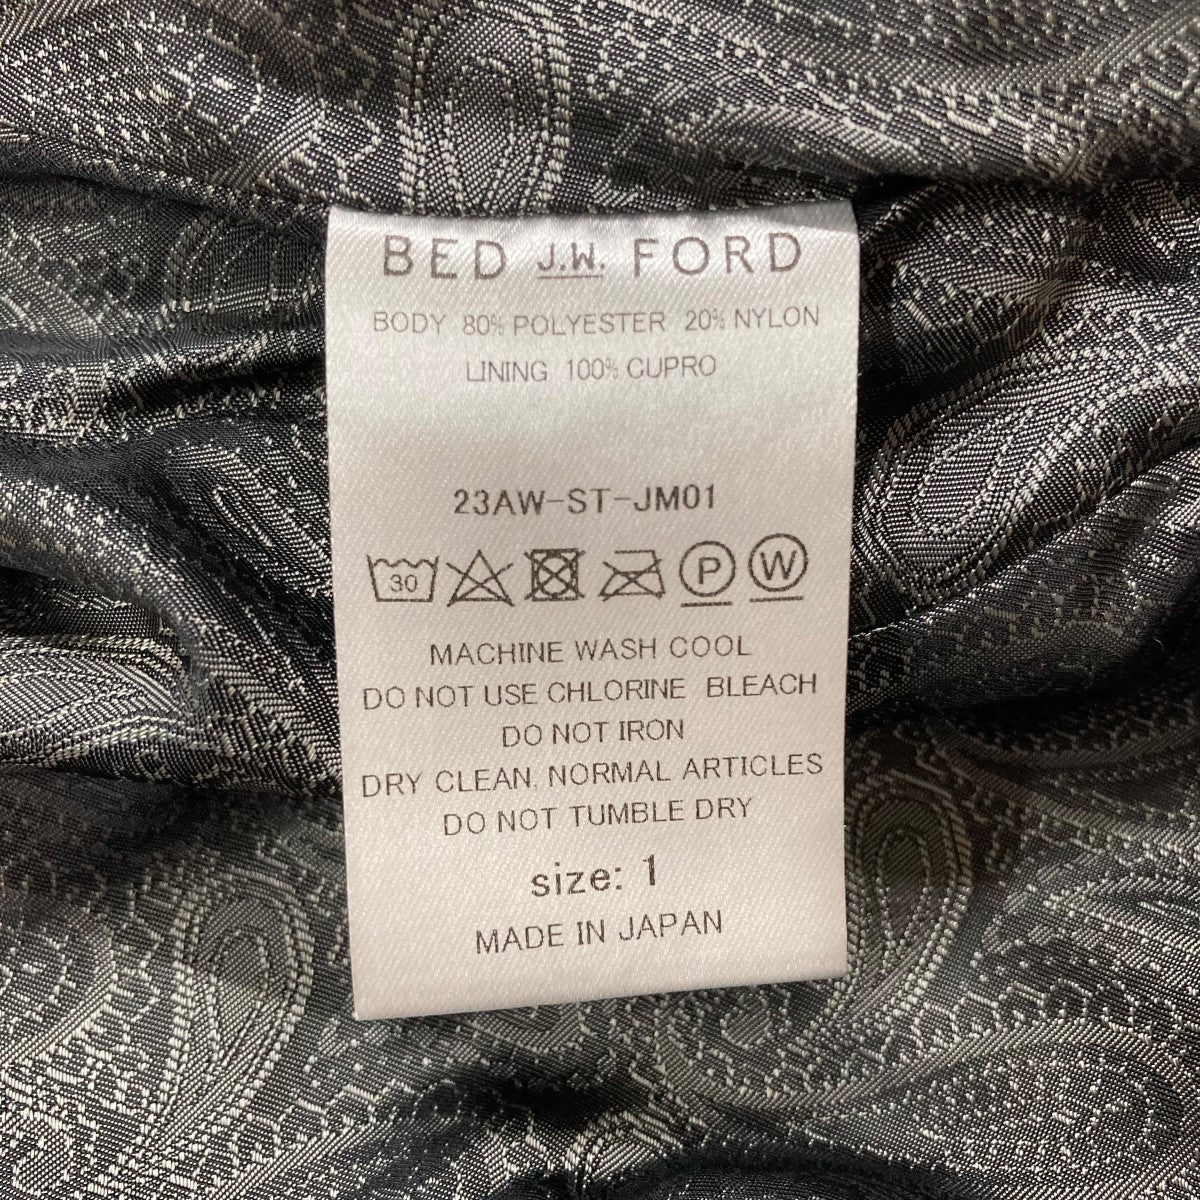 BED J.W. FORD
BODY 80% POLYESTER 20% NYLON
LINING 100% CUPRO
23AW-ST-JM01
30 P W
MACHINE WASH COOL
DO NOT USE CHLORINE BLEACH
DO NOT IRON
DRY CLEAN, NORMAL ARTICLES
DO NOT TUMBLE DRY
size: 1
MADE IN JAPAN